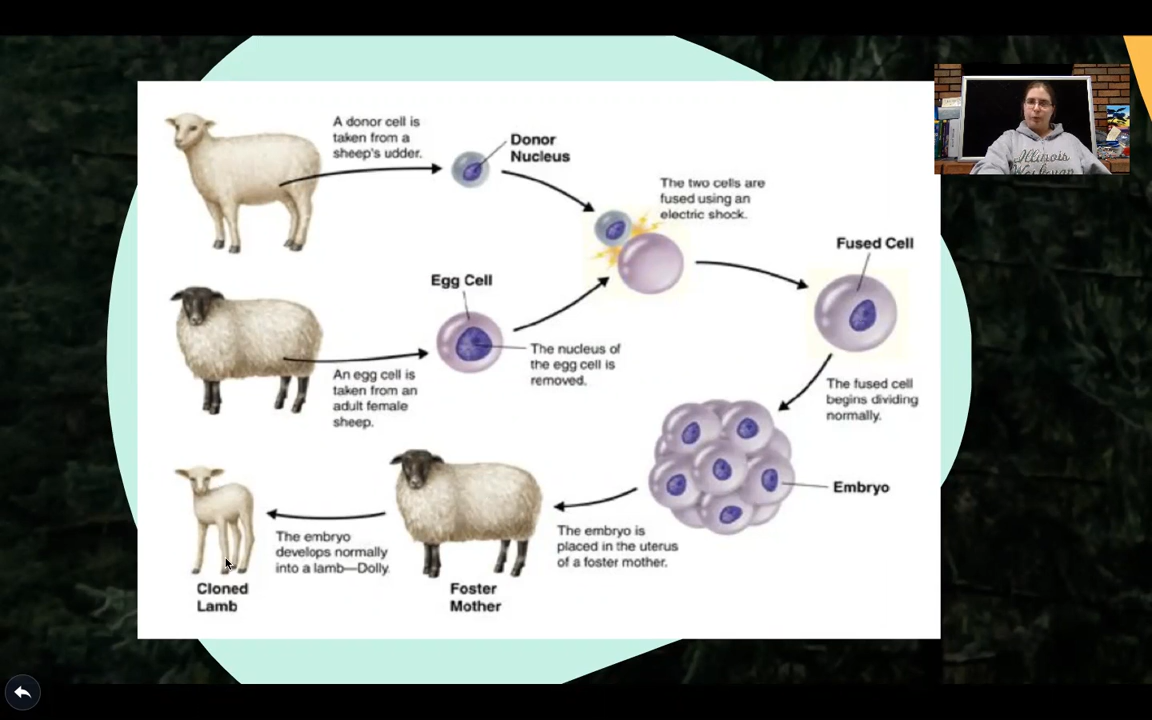 A donor cell is
taken from a
sheep's udder.
Donor
Nucleus
The two cells are
fused using an
electric shock.
Fused Cell
Egg Cell
The nucleus of
the egg cell is
removed.
An egg cell is
taken from an
adult female
sheep.
The fused cell
begins dividing
normally.
Embryo
The embryo is
placed in the uterus
of a foster mother.
Foster
Mother
The embryo
develops normally
into a lamb—Dolly.
Cloned
Lamb
Illinois
Wesleyan